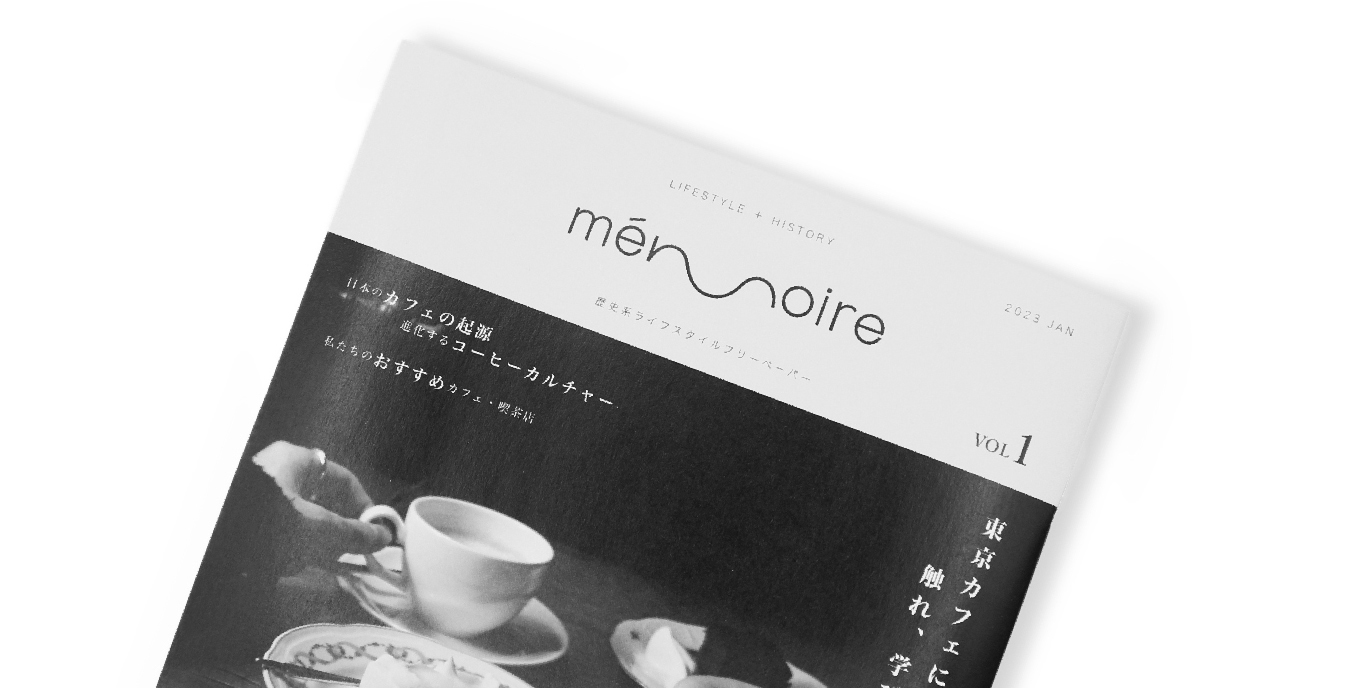 LIFESTYLE + HISTORY
mémoire
歴史系ライフスタイルフリーペーパー
2023 JAN
VOL 1
日本のカフェの起源
進化するコーヒーカルチャー
私たちのおすすめカフェ・喫茶店
東京カフェに
触れ、学